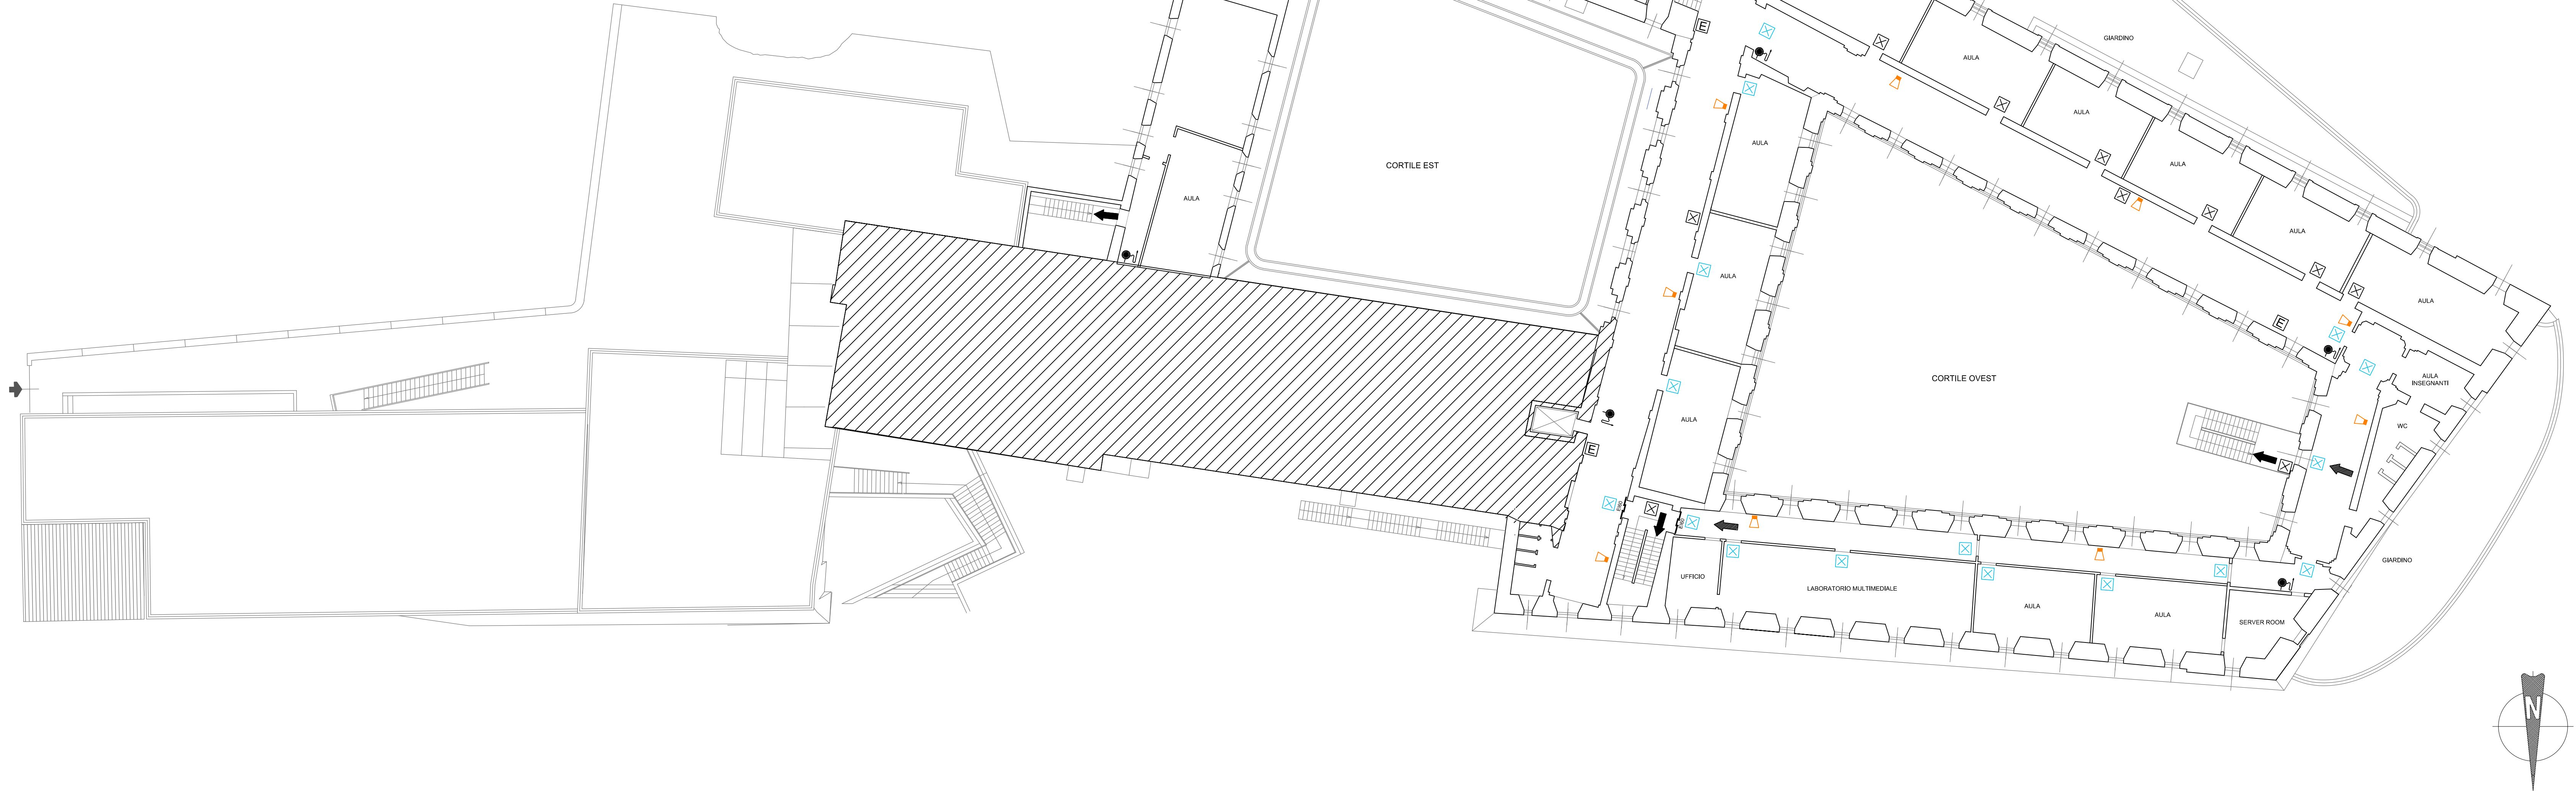 E
GIARDINO
AULA
AULA
AULA
CORTILE EST
AULA
AULA
AULA
AULA
AULA
AULA
E
CORTILE OVEST
AULA
INSEGNANTI
AULA
WC
E
GIARDINO
UFFICIO
LABORATORIO MULTIMEDIALE
AULA
AULA
SERVER ROOM
N